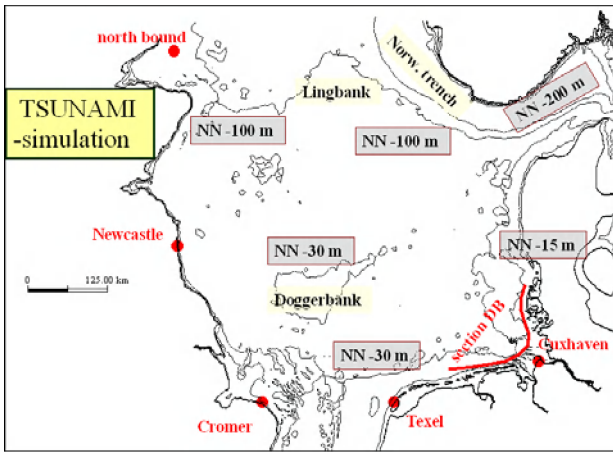 north bound
Norw. trench
TSUNAMI
-simulation
Lingbank
NN -200 m
NN -100 m
NN -100 m
Newcastle
NN -30 m
NN -15 m
0 125.00 km
Doggerbank
section DB
NN -30 m
Cuxhaven
Cromer
Texel